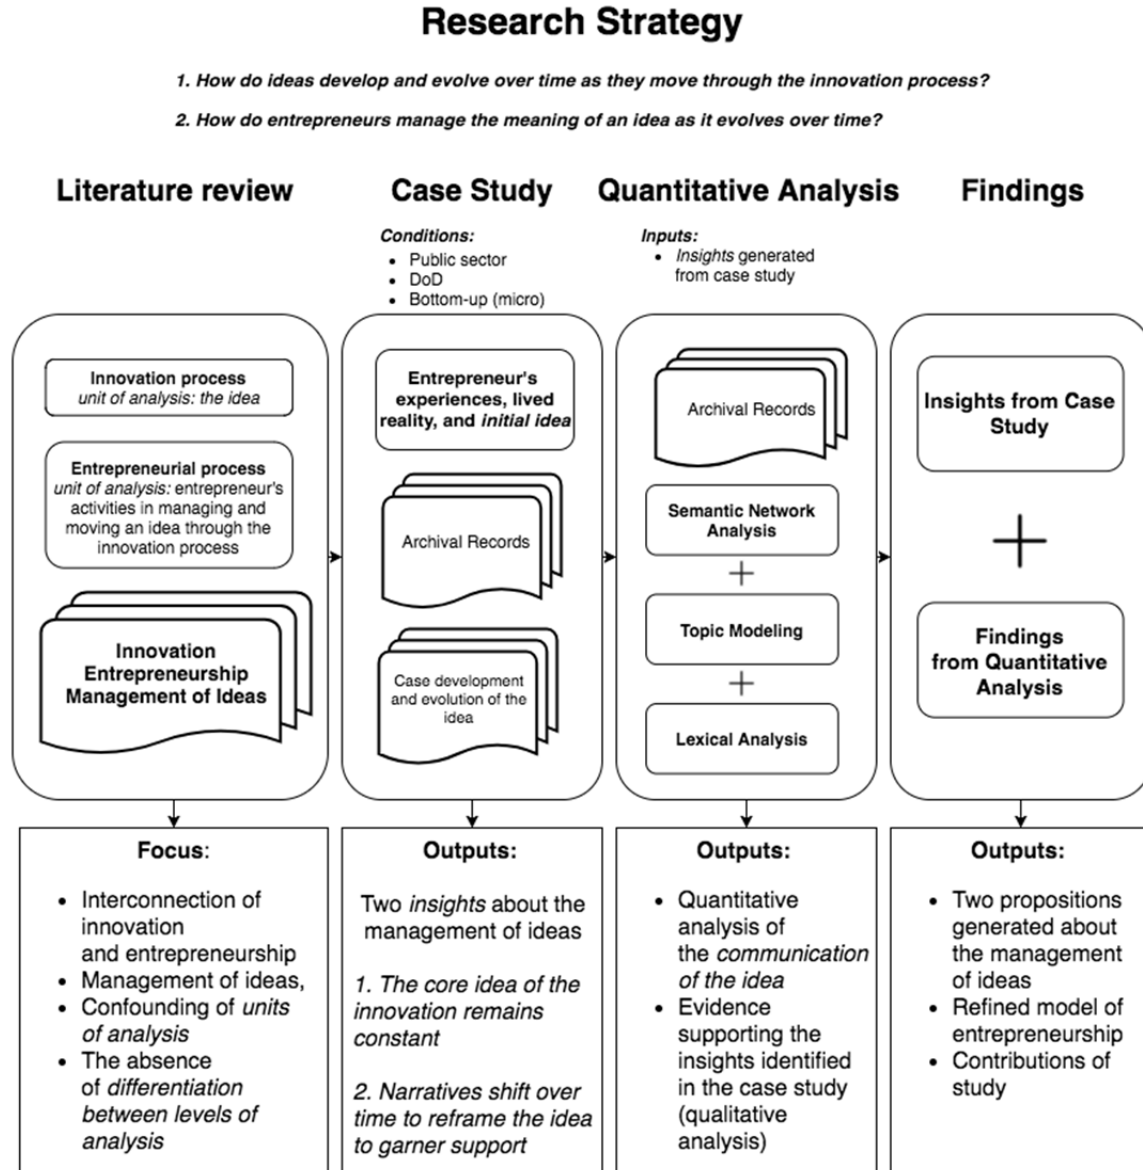 Research Strategy
1. How do ideas develop and evolve over time as they move through the innovation process?
2. How do entrepreneurs manage the meaning of an idea as it evolves over time?
Literature review
Case Study
Conditions:
• Public sector
• DoD
• Bottom-up (micro)
Quantitative Analysis
Inputs:
• Insights generated
from case study
Findings
Innovation process
unit of analysis: the idea
Entrepreneurial process
unit of analysis: entrepreneur's
activities in managing and
moving an idea through the
innovation process
Innovation
Entrepreneurship
Management of Ideas
Entrepreneur's
experiences, lived
reality, and initial idea
Archival Records
Case development
and evolution of the
idea
Archival Records
Semantic Network
Analysis
+
Topic Modeling
+
Lexical Analysis
Insights from Case
Study
+
Findings
from Quantitative
Analysis
Focus:
• Interconnection of
innovation
and entrepreneurship
• Management of ideas,
• Confounding of units
of analysis
• The absence
of differentiation
between levels of
analysis
Outputs:
Two insights about the
management of ideas
1. The core idea of the
innovation remains
constant
2. Narratives shift over
time to reframe the idea
to garner support
Outputs:
• Quantitative
analysis of
the communication
of the idea
• Evidence
supporting the
insights identified
in the case study
(qualitative
analysis)
Outputs:
• Two propositions
generated about
the management
of ideas
• Refined model of
entrepreneurship
• Contributions of
study